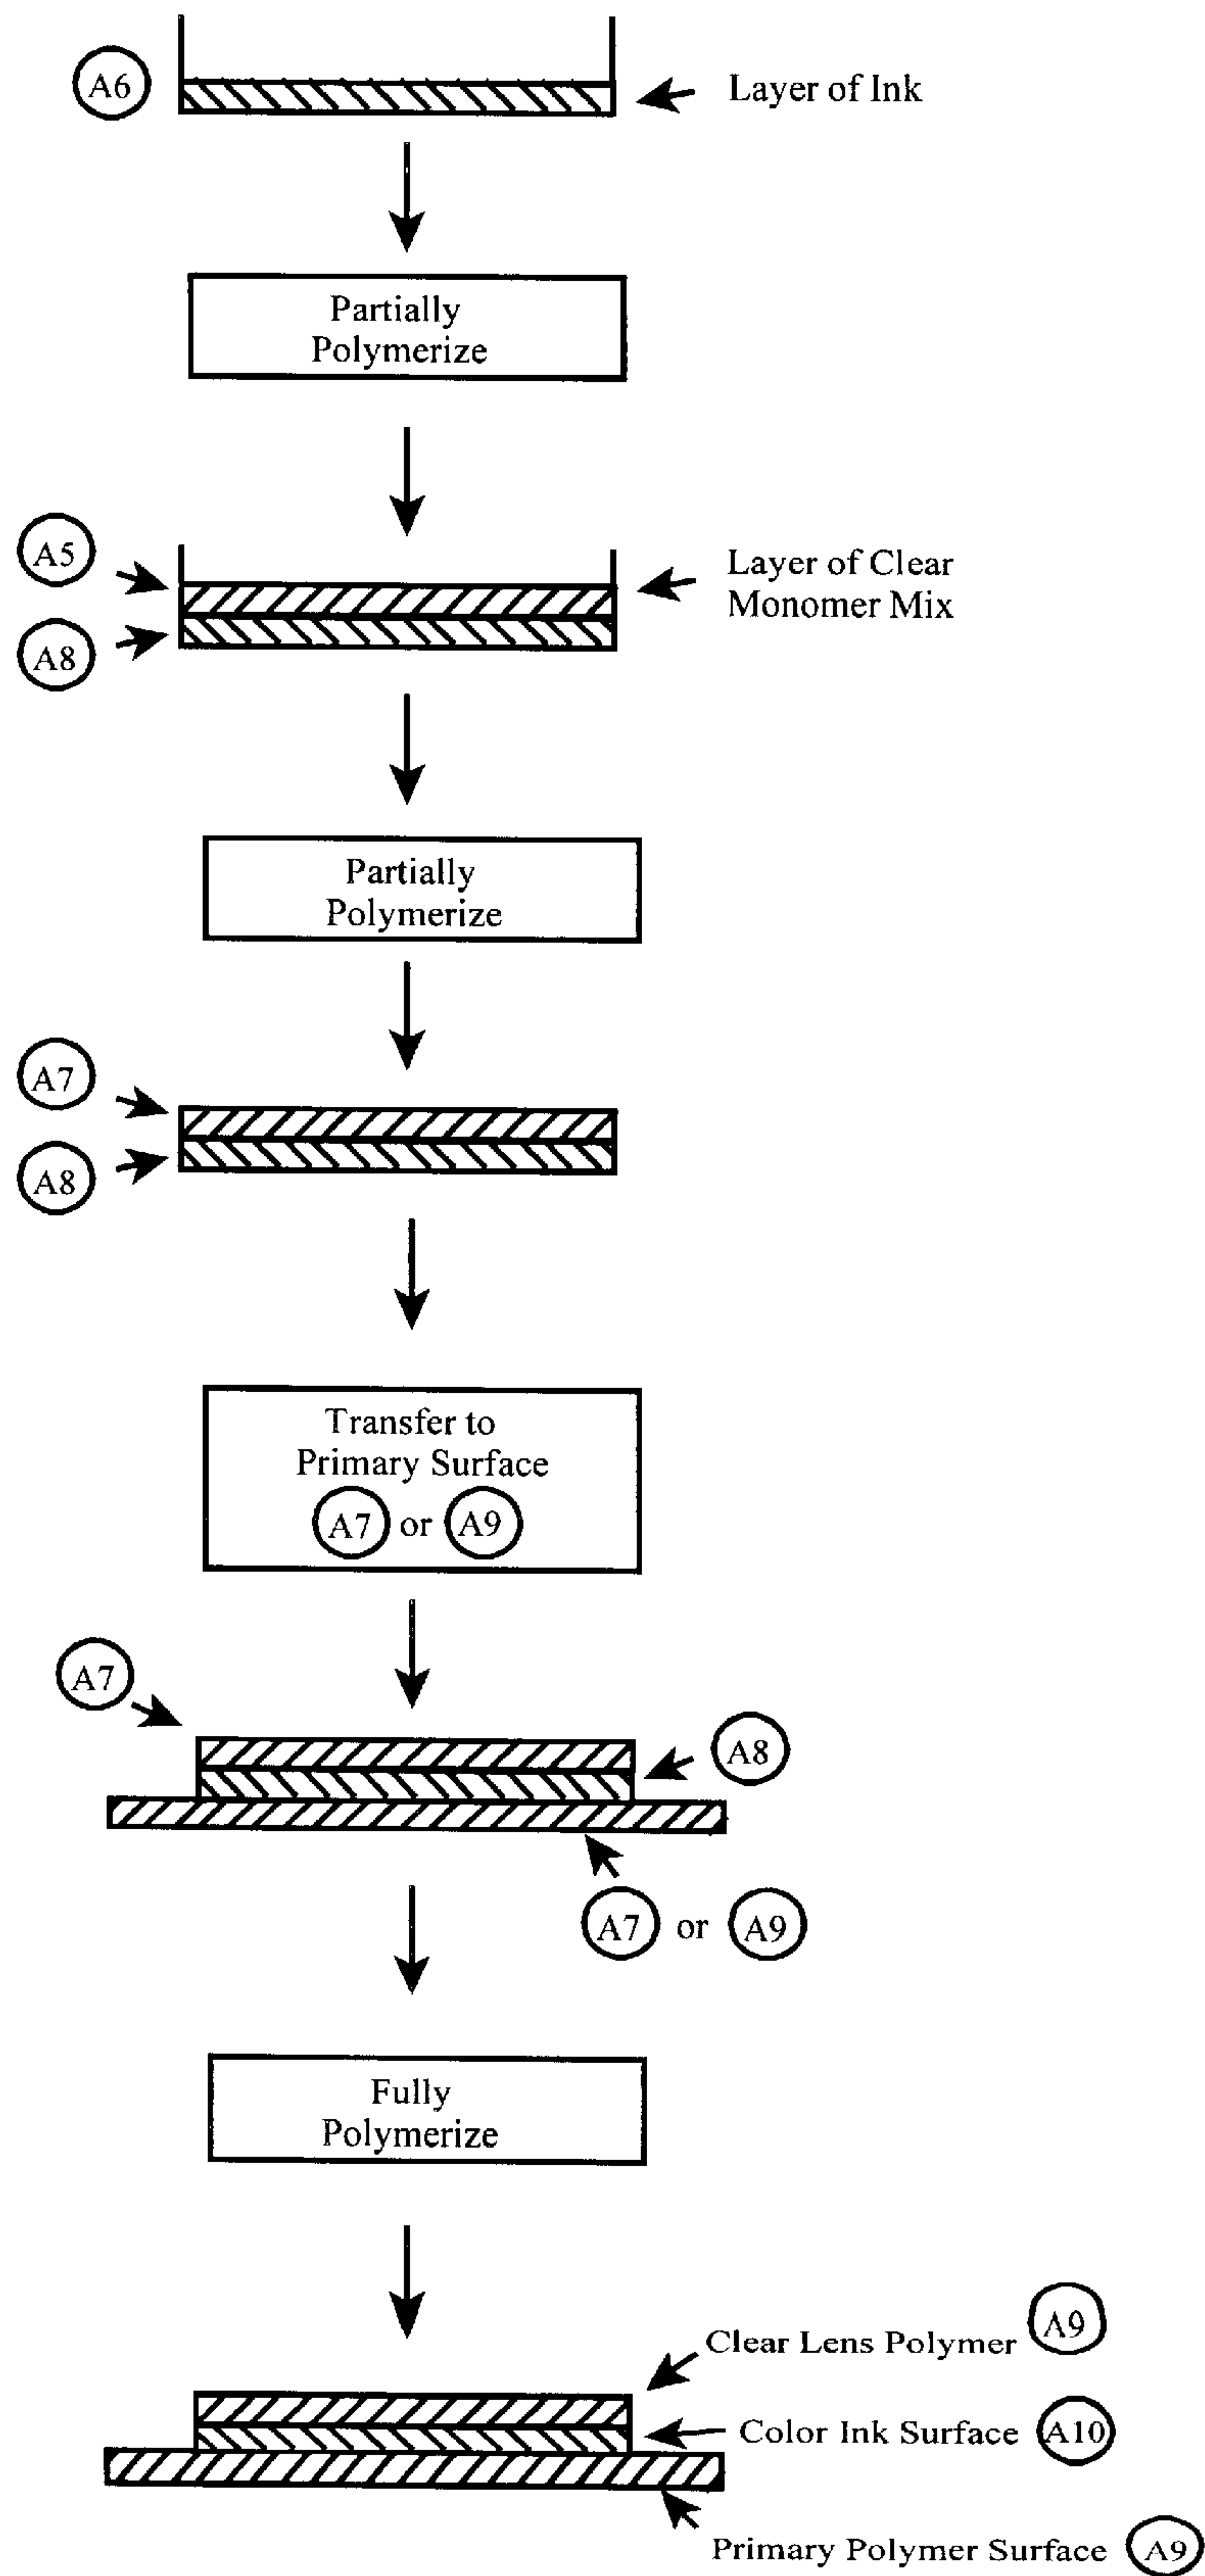 A6
Layer of Ink
Partially
Polymerize
A5
Layer of Clear
Monomer Mix
A8
Partially
Polymerize
A7
A8
Transfer to
Primary Surface
A7 or A9
A7
A8
A7 or A9
Fully
Polymerize
Clear Lens Polymer A9
Color Ink Surface A10
Primary Polymer Surface A9